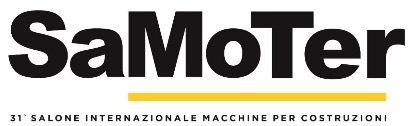 SaMoTer
31° SALONE INTERNAZIONALE MACCHINE PER COSTRUZIONI